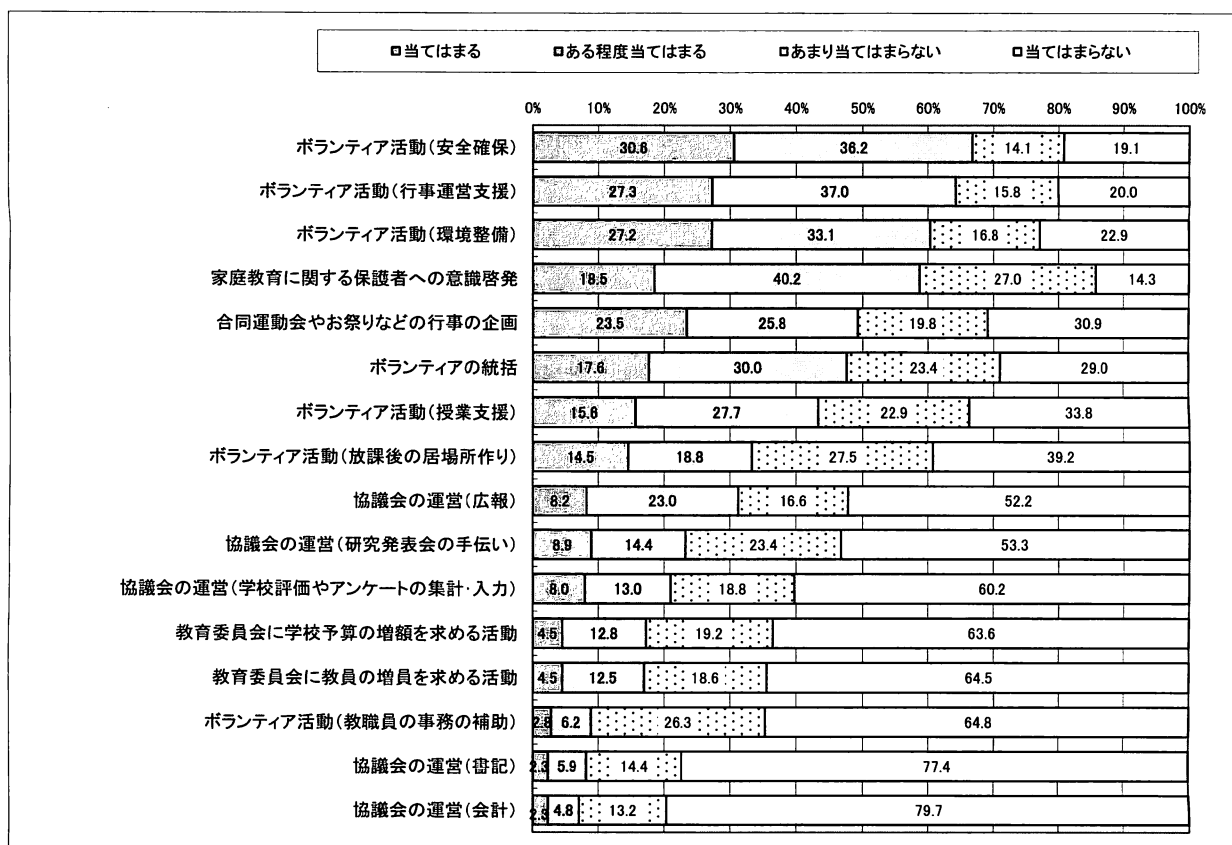 当てはまる ある程度当てはまる あまり当てはまらない 当てはまらない
0% 10% 20% 30% 40% 50% 60% 70% 80% 90% 100%
ボランティア活動(安全確保) 30.6 36.2 14.1 19.1
ボランティア活動(行事運営支援) 27.3 37.0 15.8 20.0
ボランティア活動(環境整備) 27.2 33.1 16.8 22.9
家庭教育に関する保護者への意識啓発 18.5 40.2 27.0 14.3
合同運動会やお祭りなどの行事の企画 23.5 25.8 19.8 30.9
ボランティアの統括 17.6 30.0 23.4 29.0
ボランティア活動(授業支援) 15.6 27.7 22.9 33.8
ボランティア活動(放課後の居場所作り) 14.5 18.8 27.5 39.2
協議会の運営(広報) 8.2 23.0 16.6 52.2
協議会の運営(研究発表会の手伝い) 8.9 14.4 23.4 53.3
協議会の運営(学校評価やアンケートの集計・入力) 8.0 13.0 18.8 60.2
教育委員会に学校予算の増額を求める活動 4.5 12.8 19.2 63.6
教育委員会に教員の増員を求める活動 4.5 12.5 18.6 64.5
ボランティア活動(教職員の事務の補助) 6.2 26.3 64.8
協議会の運営(書記) 2.3 5.9 14.4 77.4
協議会の運営(会計) 2.3 4.8 13.2 79.7